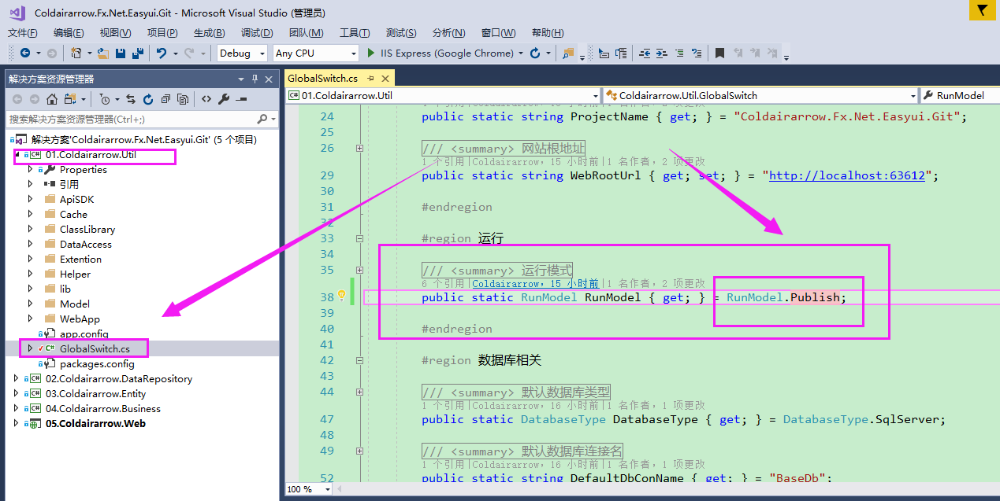 Coldairarrow.Fx.Net.Easyui.Git - Microsoft Visual Studio (管理员)
文件(F) 编辑(E) 视图(V) 项目(P) 生成(B) 调试(D) 团队(M) 工具(T) 测试(S) 分析(N) 窗口(W) 帮助(H)
Debug Any CPU IIS Express (Google Chrome)
解决方案资源管理器
搜索解决方案资源管理器(Ctrl+;)
解决方案'Coldairarrow.Fx.Net.Easyui.Git' (5 个项目)
01.Coldairarrow.Util
Properties
引用
ApiSDK
Cache
ClassLibrary
DataAccess
Extention
Helper
lib
Model
WebApp
app.config
GlobalSwitch.cs
packages.config
02.Coldairarrow.DataRepository
03.Coldairarrow.Entity
04.Coldairarrow.Business
05.Coldairarrow.Web
GlobalSwitch.cs
01.Coldairarrow.Util Coldairarrow.Util.GlobalSwitch RunModel
24 public static string ProjectName { get; } = "Coldairarrow.Fx.Net.Easyui.Git";
25
26 /// <summary> 网站根地址
1 个引用|Coldairarrow，15 小时前|1 名作者，2 项更改
29 public static string WebRootUrl { get; set; } = "http://localhost:63612";
30
31 #endregion
32
33 #region 运行
34
35 /// <summary> 运行模式
6 个引用|Coldairarrow，15 小时前|1 名作者，2 项更改
38 public static RunModel RunModel { get; } = RunModel.Publish;
39
40 #endregion
41
42 #region 数据库相关
43
44 /// <summary> 默认数据库类型
1 个引用|Coldairarrow，16 小时前|1 名作者，1 项更改
47 public static DatabaseType DatabaseType { get; } = DatabaseType.SqlServer;
48
49 /// <summary> 默认数据库连接名
1 个引用|Coldairarrow，16 小时前|1 名作者，1 项更改
52 public static string DefaultDbConName { get; } = "BaseDb";
100 %